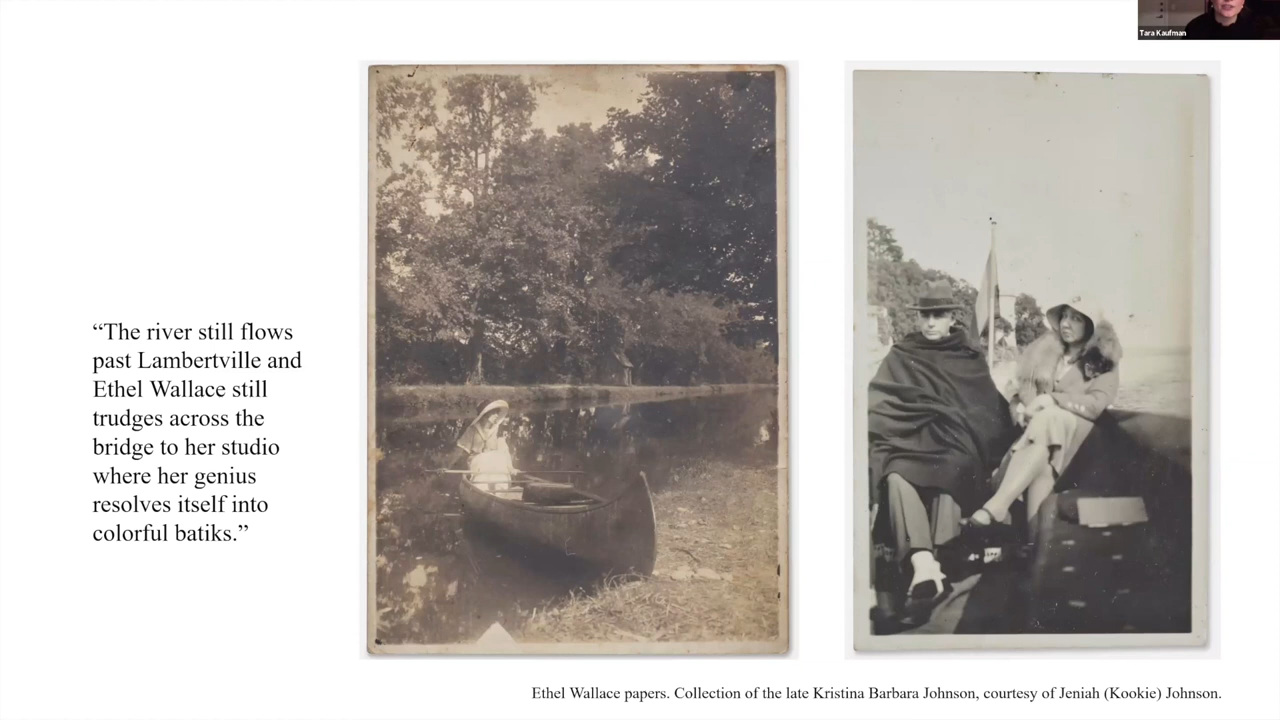 Tara Kaufman
“The river still flows
past Lambertville and
Ethel Wallace still
trudges across the
bridge to her studio
where her genius
resolves itself into
colorful batiks.”
Ethel Wallace papers. Collection of the late Kristina Barbara Johnson, courtesy of Jeniah (Kookie) Johnson.